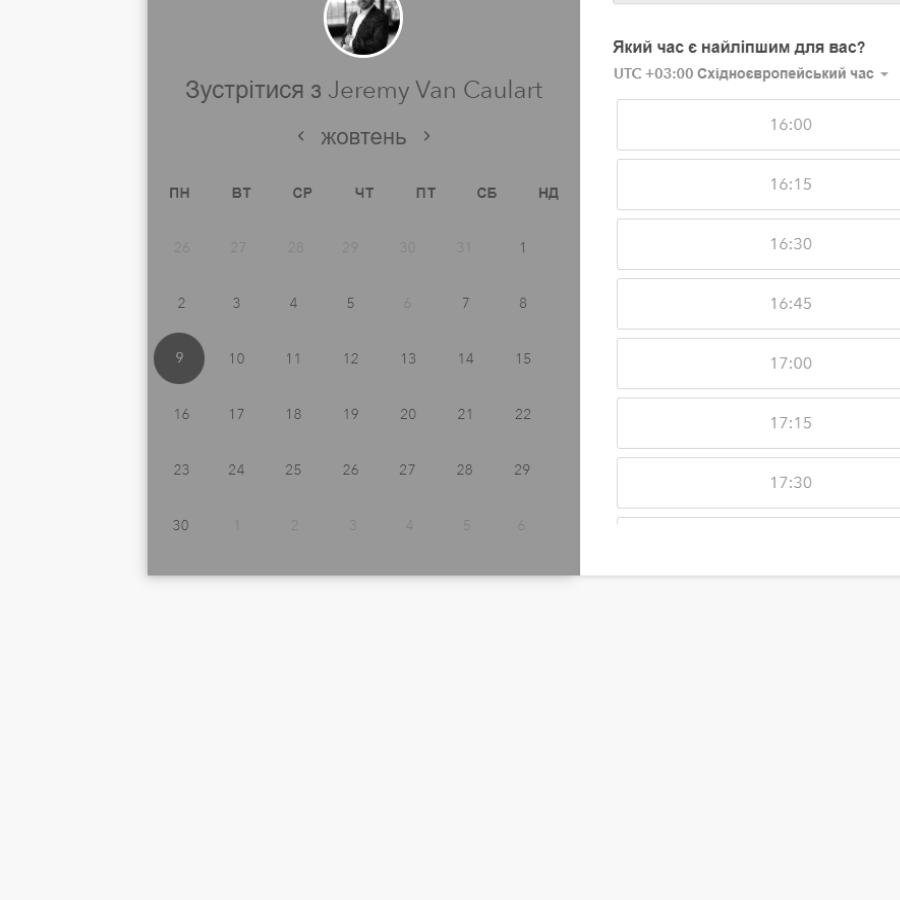 Зустрітися з Jeremy Van Caulart
жовтень
ПН ВТ СР ЧТ ПТ СБ НД
26 27 28 29 30 31 1
2 3 4 5 6 7 8
9 10 11 12 13 14 15
16 17 18 19 20 21 22
23 24 25 26 27 28 29
30 1 2 3 4 5 6
Який час є найліпшим для вас?
UTC +03:00 Східноєвропейський час
16:00
16:15
16:30
16:45
17:00
17:15
17:30